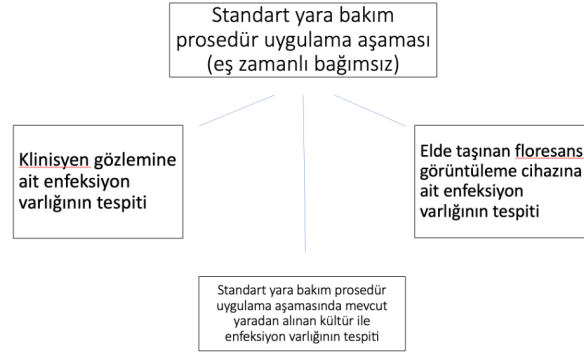 Standart yara bakım
prosedür uygulama aşaması
(eş zamanlı bağımsız)
Klinisyen gözlemine
ait enfeksiyon
varlığının tespiti
Elde taşınan floresans
görüntüleme cihazına
ait enfeksiyon
varlığının tespiti
Standart yara bakım prosedür
uygulama aşamasında mevcut
yaradan alınan kültür ile
enfeksiyon varlığının tespiti